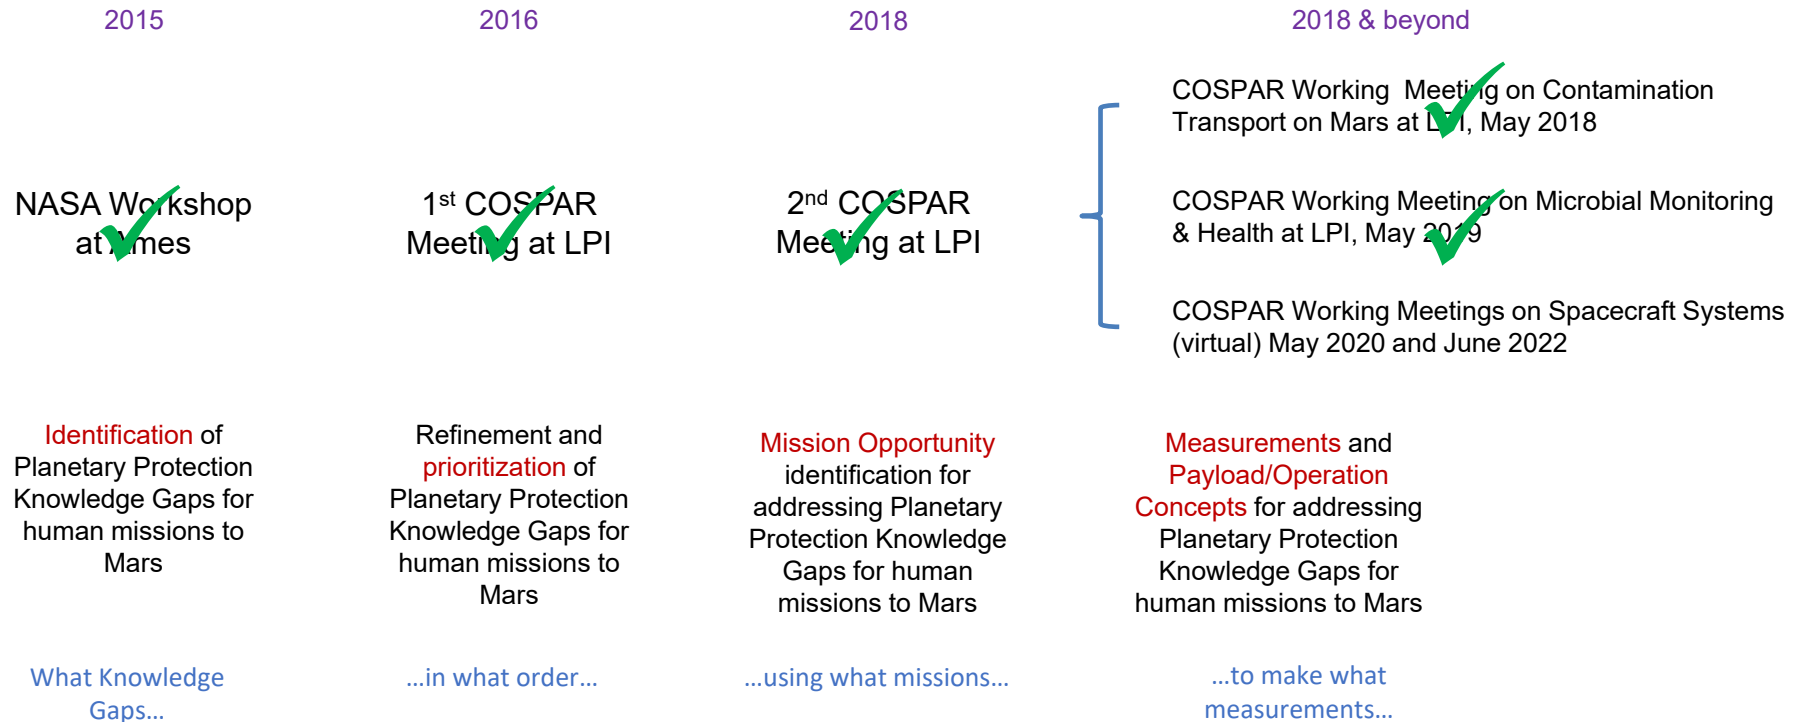 2015
2016
2018
2018 & beyond
NASA Workshop
at Ames
1st COSPAR
Meeting at LPI
2nd COSPAR
Meeting at LPI
COSPAR Working  Meeting on Contamination
Transport on Mars at LPI, May 2018
COSPAR Working Meeting on Microbial Monitoring
& Health at LPI, May 2019
COSPAR Working Meetings on Spacecraft Systems
(virtual) May 2020 and June 2022
Identification of
Planetary Protection
Knowledge Gaps for
human missions to
Mars
Refinement and
prioritization of
Planetary Protection
Knowledge Gaps for
human missions to
Mars
Mission Opportunity
identification for
addressing Planetary
Protection Knowledge
Gaps for human
missions to Mars
Measurements and
Payload/Operation
Concepts for addressing
Planetary Protection
Knowledge Gaps for
human missions to Mars
What Knowledge
Gaps…
…in what order…
…using what missions…
…to make what
measurements…